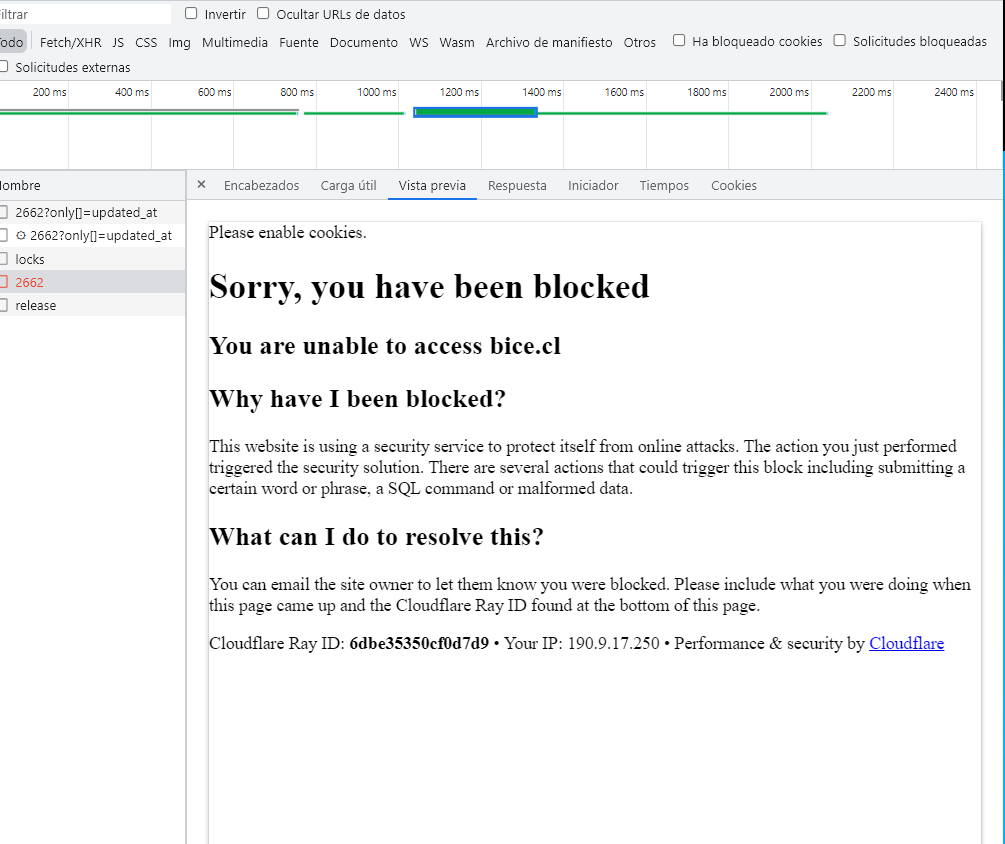 iltrar Invertir Ocultar URLs de datos
odo Fetch/XHR JS CSS Img Multimedia Fuente Documento WS Wasm Archivo de manifiesto Otros Ha bloqueado cookies Solicitudes bloqueadas
Solicitudes externas
200 ms 400 ms 600 ms 800 ms 1000 ms 1200 ms 1400 ms 1600 ms 1800 ms 2000 ms 2200 ms 2400 ms
ombre × Encabezados Carga útil Vista previa Respuesta Iniciador Tiempos Cookies
2662?only[]=updated_at
2662?only[]=updated_at
locks
2662
release
Please enable cookies.
Sorry, you have been blocked
You are unable to access bice.cl
Why have I been blocked?
This website is using a security service to protect itself from online attacks. The action you just performed
triggered the security solution. There are several actions that could trigger this block including submitting a
certain word or phrase, a SQL command or malformed data.
What can I do to resolve this?
You can email the site owner to let them know you were blocked. Please include what you were doing when
this page came up and the Cloudflare Ray ID found at the bottom of this page.
Cloudflare Ray ID: 6dbe35350cf0d7d9 • Your IP: 190.9.17.250 • Performance & security by Cloudflare